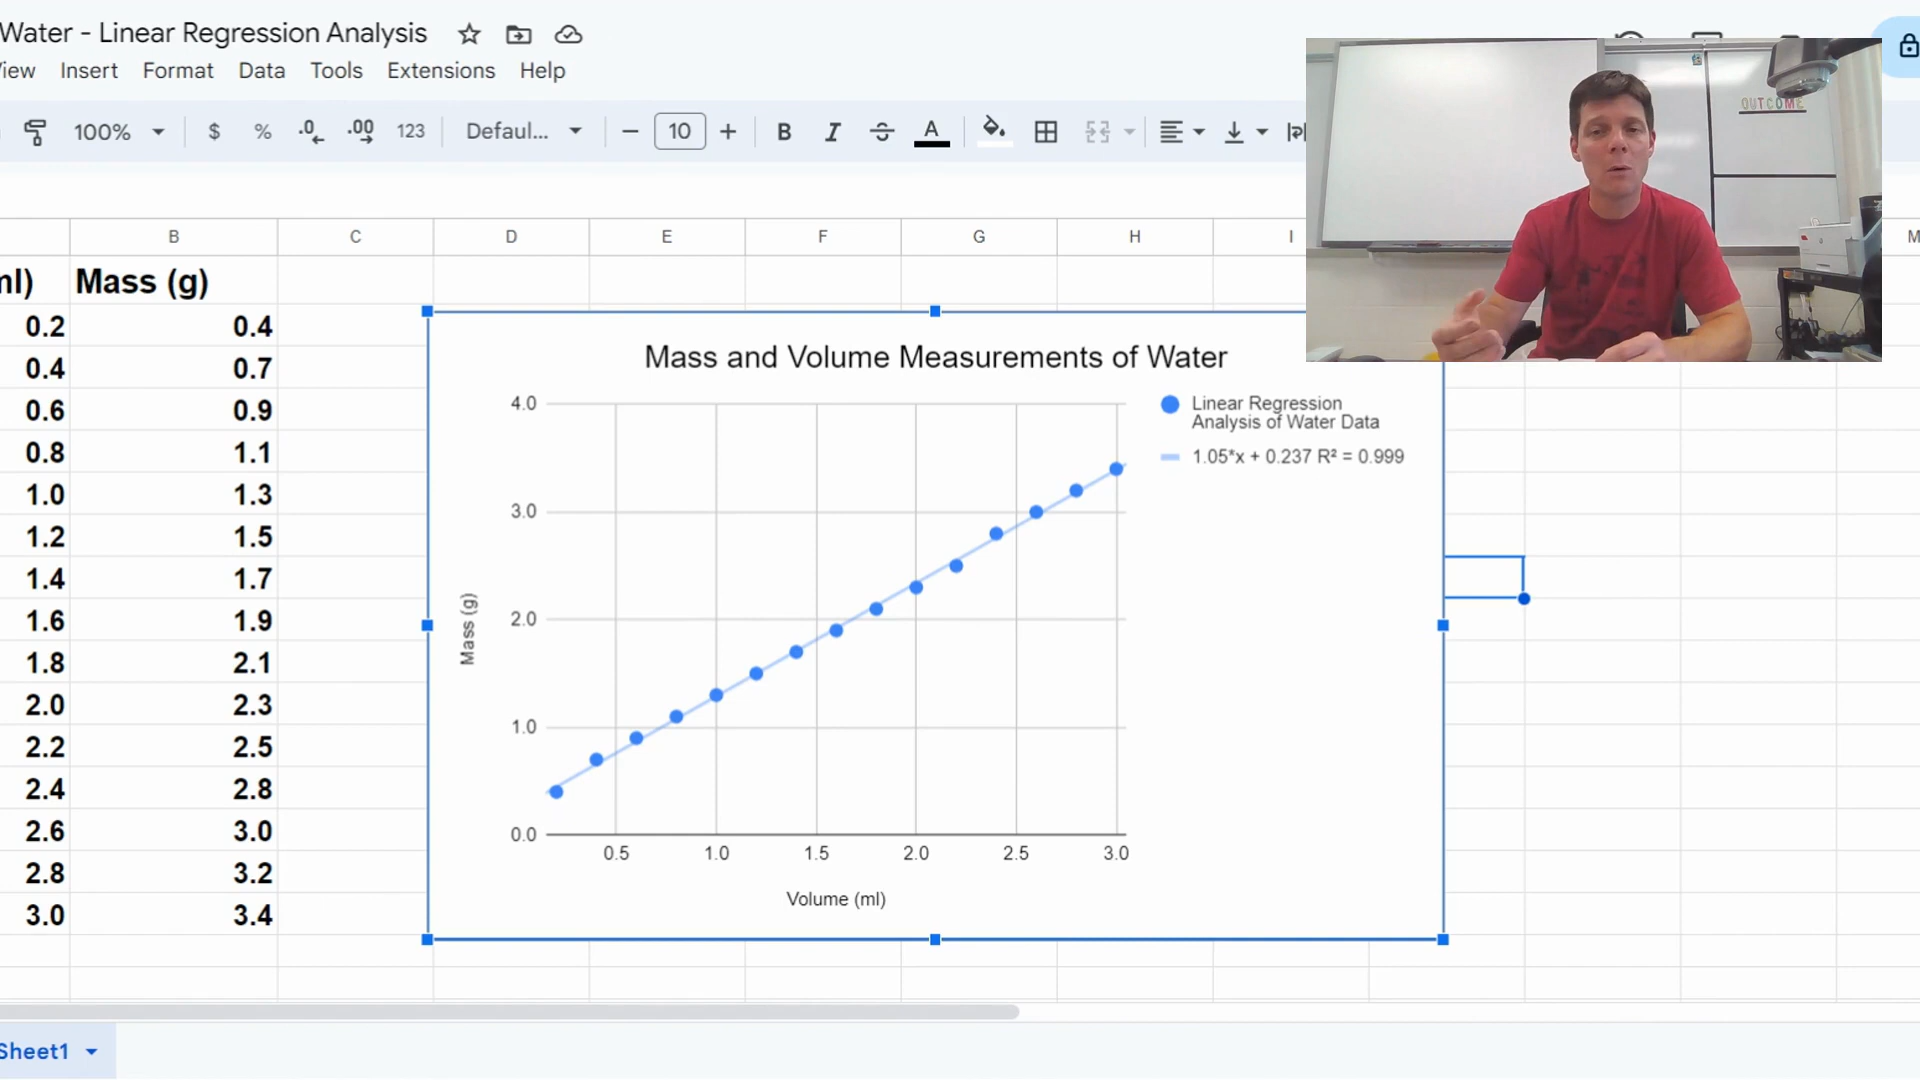 Water - Linear Regression Analysis
View Insert Format Data Tools Extensions Help
100% $ % .0 .00 123 Defaul... − 10 + B I S A
B C D E F G H I M
ml) Mass (g)
0.2 0.4
0.4 0.7
0.6 0.9
0.8 1.1
1.0 1.3
1.2 1.5
1.4 1.7
1.6 1.9
1.8 2.1
2.0 2.3
2.2 2.5
2.4 2.8
2.6 3.0
2.8 3.2
3.0 3.4
Mass and Volume Measurements of Water
4.0
3.0
2.0
1.0
0.0
Mass (g)
0.5 1.0 1.5 2.0 2.5 3.0
Volume (ml)
Linear Regression
Analysis of Water Data
1.05*x + 0.237 R² = 0.999
OUTCOME
Sheet1